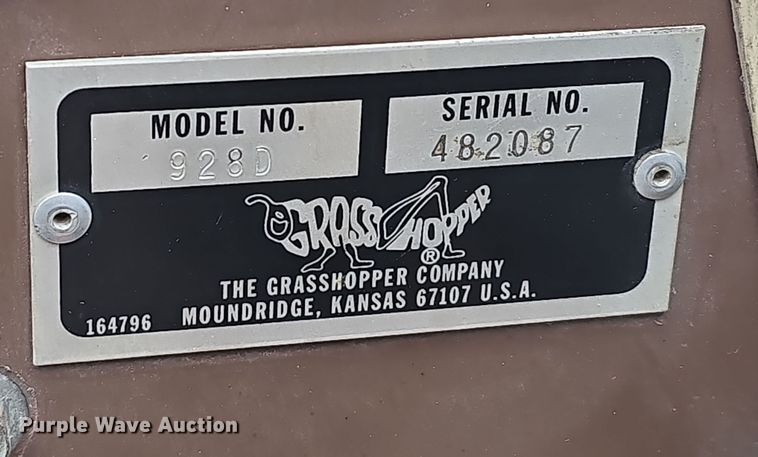 MODEL NO.
928D
SERIAL NO.
482087
GRASSHOPPER®
THE GRASSHOPPER COMPANY
MOUNDRIDGE, KANSAS 67107 U.S.A.
164796
Purple Wave Auction